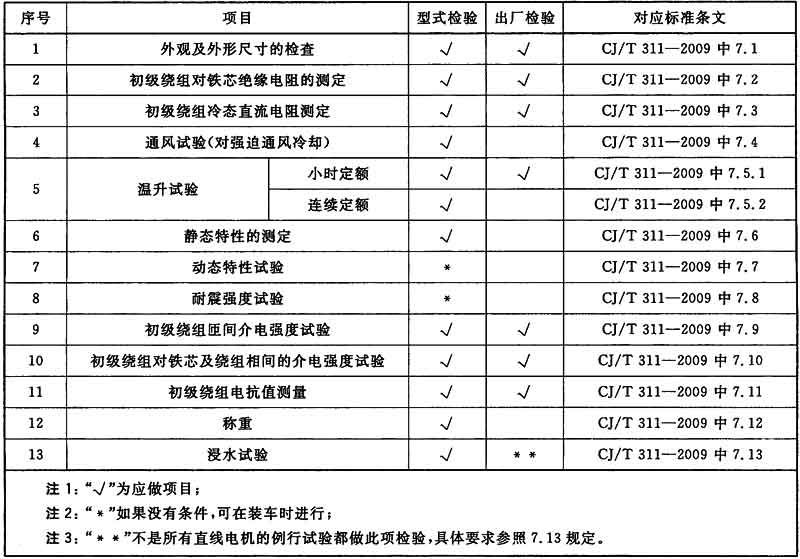 序号 项目 型式检验 出厂检验 对应标准条文
1 外观及外形尺寸的检查 √ √ CJ/T 311—2009 中 7.1
2 初级绕组对铁芯绝缘电阻的测定 √ √ CJ/T 311—2009 中 7.2
3 初级绕组冷态直流电阻测定 √ √ CJ/T 311—2009 中 7.3
4 通风试验(对强迫通风冷却) √ CJ/T 311—2009 中 7.4
5 温升试验 小时定额 √ √ CJ/T 311—2009 中 7.5.1
连续定额 √ CJ/T 311—2009 中 7.5.2
6 静态特性的测定 √ CJ/T 311—2009 中 7.6
7 动态特性试验 * CJ/T 311—2009 中 7.7
8 耐震强度试验 * CJ/T 311—2009 中 7.8
9 初级绕组匝间介电强度试验 √ √ CJ/T 311—2009 中 7.9
10 初级绕组对铁芯及绕组相间的介电强度试验 √ √ CJ/T 311—2009 中 7.10
11 初级绕组电抗值测量 √ √ CJ/T 311—2009 中 7.11
12 称重 √ CJ/T 311—2009 中 7.12
13 浸水试验 √ * * CJ/T 311—2009 中 7.13
注 1:“√”为应做项目;
注 2:“*”如果没有条件,可在装车时进行;
注 3:“* *”不是所有直线电机的例行试验都做此项检验,具体要求参照 7.13 规定。